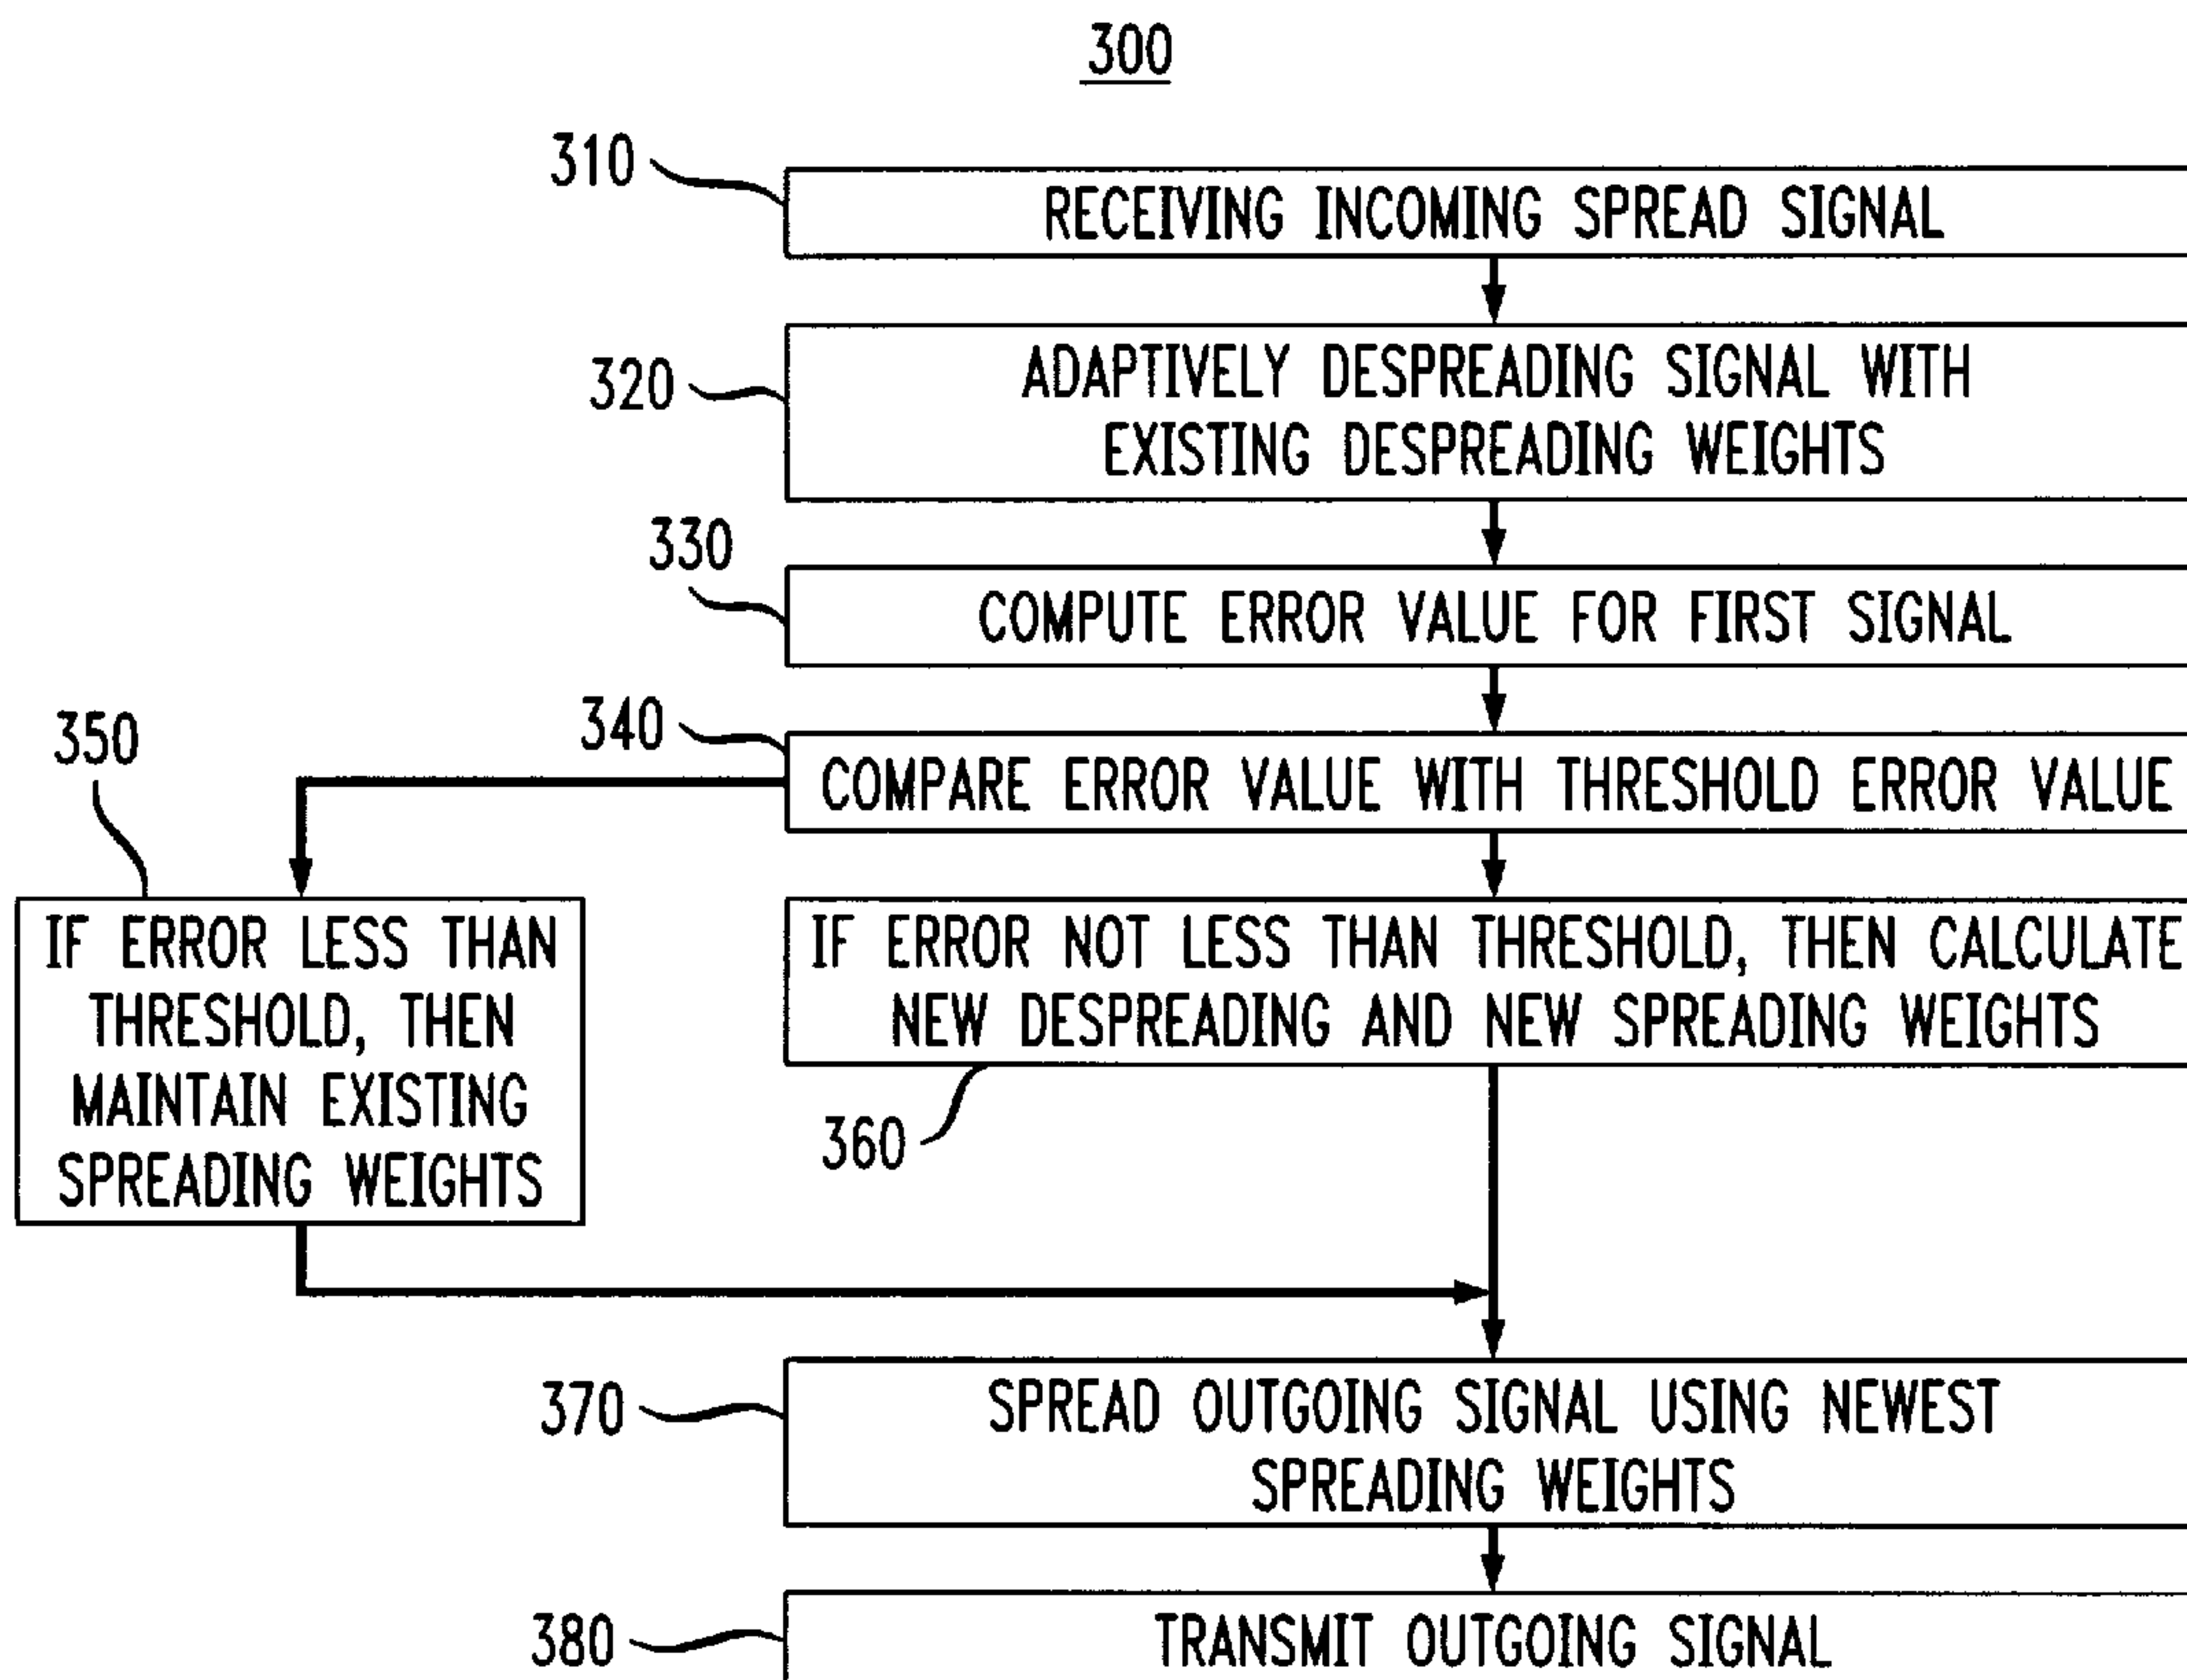 300
310
RECEIVING INCOMING SPREAD SIGNAL
320
ADAPTIVELY DESPREADING SIGNAL WITH
EXISTING DESPREADING WEIGHTS
330
COMPUTE ERROR VALUE FOR FIRST SIGNAL
340
COMPARE ERROR VALUE WITH THRESHOLD ERROR VALUE
350
IF ERROR LESS THAN
THRESHOLD, THEN
MAINTAIN EXISTING
SPREADING WEIGHTS
IF ERROR NOT LESS THAN THRESHOLD, THEN CALCULATE
NEW DESPREADING AND NEW SPREADING WEIGHTS
360
370
SPREAD OUTGOING SIGNAL USING NEWEST
SPREADING WEIGHTS
380
TRANSMIT OUTGOING SIGNAL